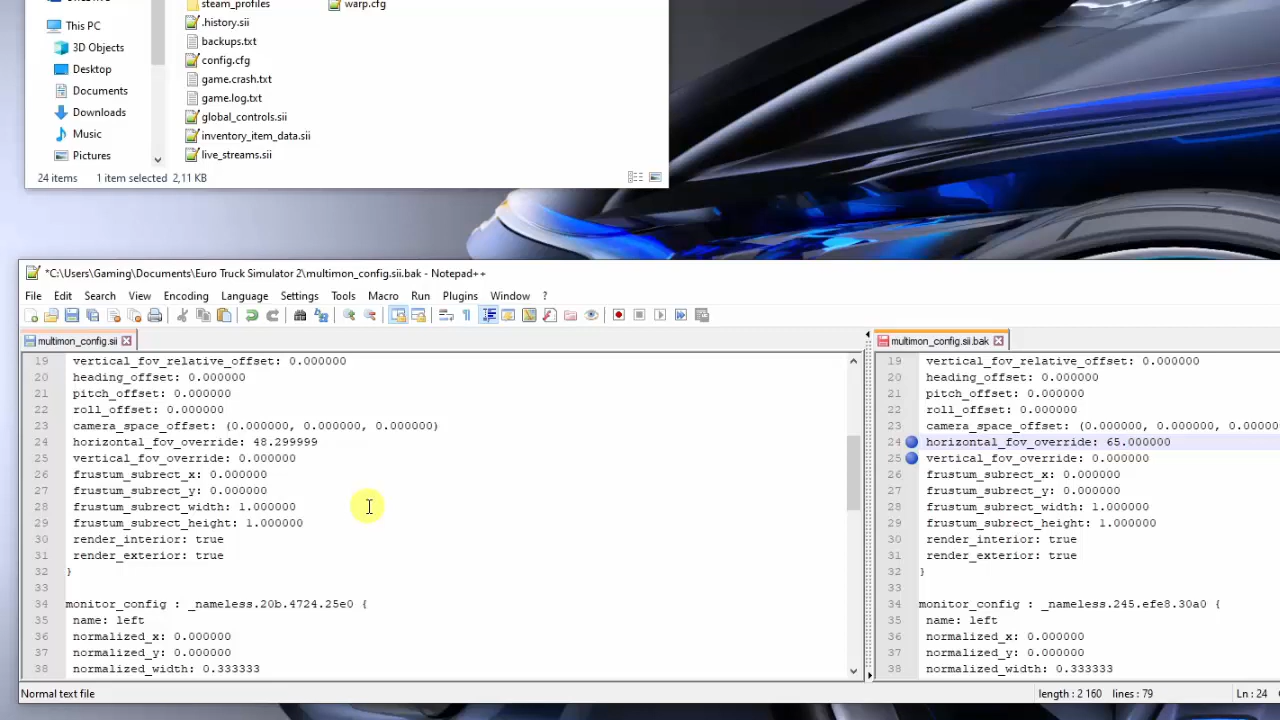 steam_profiles
warp.cfg
This PC
.history.sii
3D Objects
backups.txt
Desktop
config.cfg
Documents
game.crash.txt
Downloads
game.log.txt
Music
global_controls.sii
Pictures
inventory_item_data.sii
live_streams.sii
24 items 1 item selected 2,11 KB
*C:\Users\Gaming\Documents\Euro Truck Simulator 2\multimon_config.sii.bak - Notepad++
File Edit Search View Encoding Language Settings Tools Macro Run Plugins Window ?
multimon_config.sii
19 vertical_fov_relative_offset: 0.000000
20 heading_offset: 0.000000
21 pitch_offset: 0.000000
22 roll_offset: 0.000000
23 camera_space_offset: (0.000000, 0.000000, 0.000000)
24 horizontal_fov_override: 48.299999
25 vertical_fov_override: 0.000000
26 frustum_subrect_x: 0.000000
27 frustum_subrect_y: 0.000000
28 frustum_subrect_width: 1.000000
29 frustum_subrect_height: 1.000000
30 render_interior: true
31 render_exterior: true
32 }
33
34 monitor_config : _nameless.20b.4724.25e0 {
35 name: left
36 normalized_x: 0.000000
37 normalized_y: 0.000000
38 normalized_width: 0.333333
multimon_config.sii.bak
19 vertical_fov_relative_offset: 0.000000
20 heading_offset: 0.000000
21 pitch_offset: 0.000000
22 roll_offset: 0.000000
23 camera_space_offset: (0.000000, 0.000000, 0.00000
24 horizontal_fov_override: 65.000000
25 vertical_fov_override: 0.000000
26 frustum_subrect_x: 0.000000
27 frustum_subrect_y: 0.000000
28 frustum_subrect_width: 1.000000
29 frustum_subrect_height: 1.000000
30 render_interior: true
31 render_exterior: true
32 }
33
34 monitor_config : _nameless.245.efe8.30a0 {
35 name: left
36 normalized_x: 0.000000
37 normalized_y: 0.000000
38 normalized_width: 0.333333
Normal text file length : 2 160 lines : 79 Ln : 24